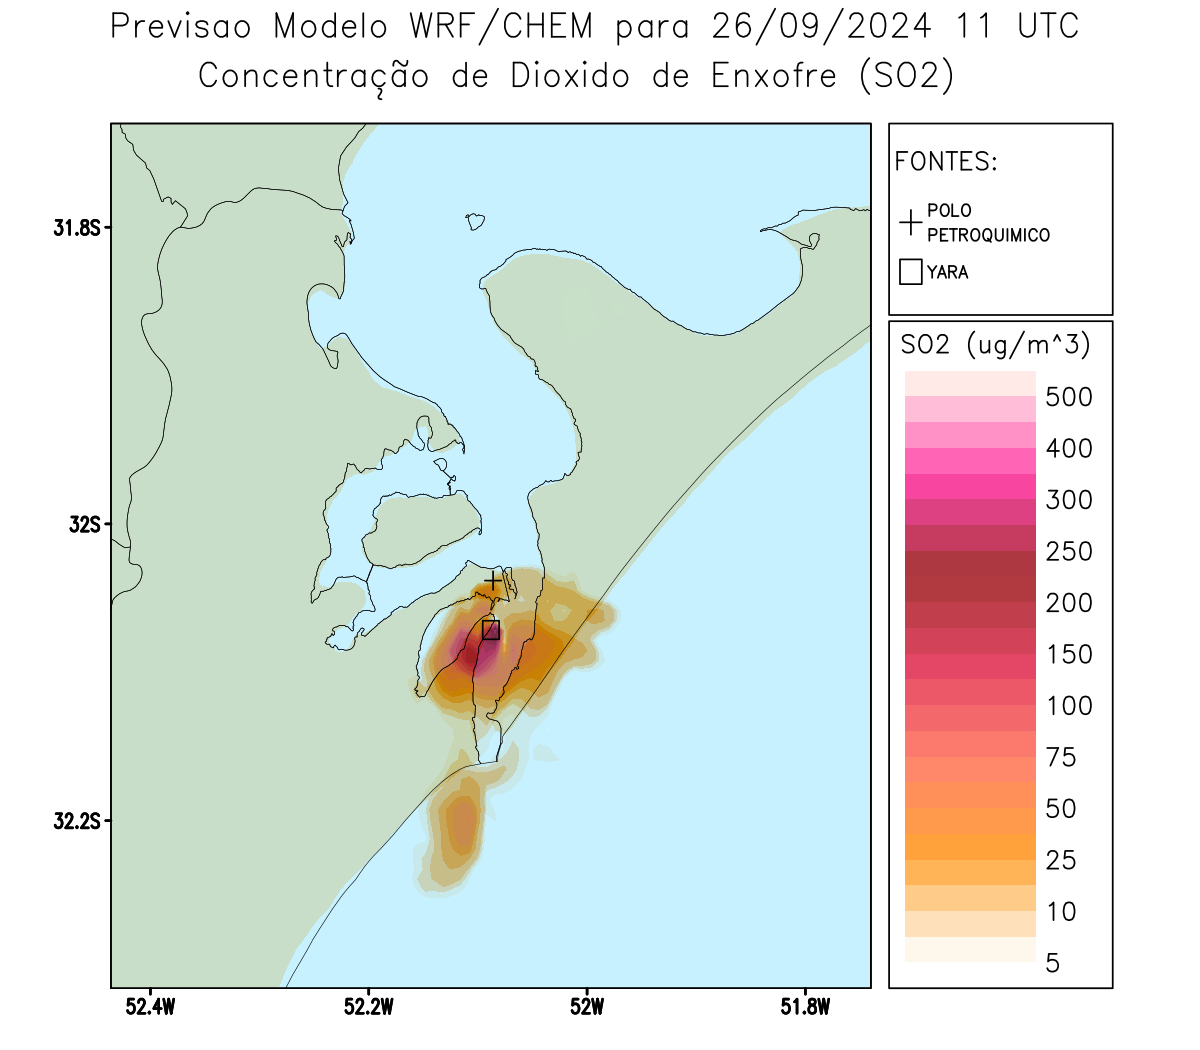 Previsao Modelo WRF/CHEM para 26/09/2024 11 UTC
Concentração de Dioxido de Enxofre (SO2)
FONTES:
POLO
PETROQUIMICO
YARA
SO2 (ug/m^3)
500
400
300
250
200
150
100
75
50
25
10
5
31.8S
32S
32.2S
52.4W
52.2W
52W
51.8W